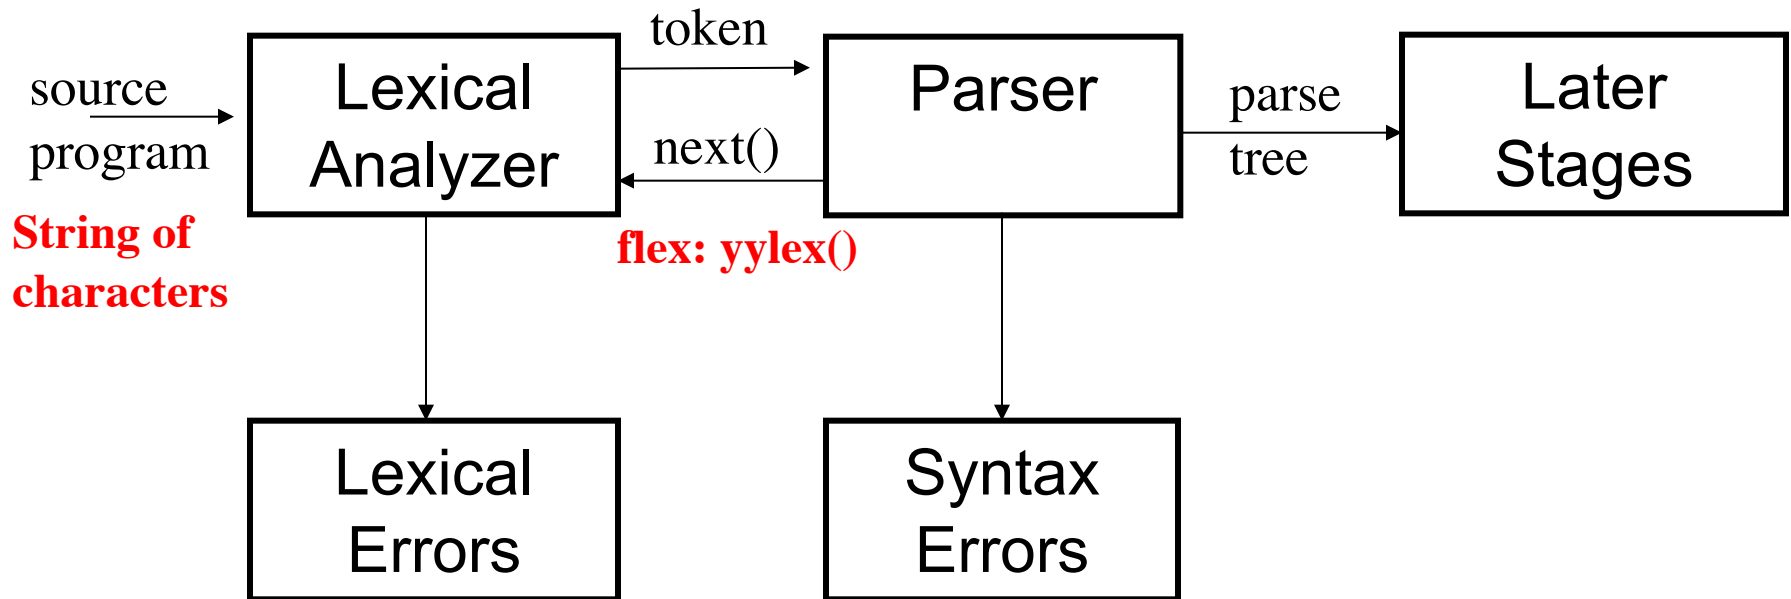 source
program
String of
characters
Lexical
Analyzer
token
next()
flex: yylex()
Parser
parse
tree
Later
Stages
Lexical
Errors
Syntax
Errors